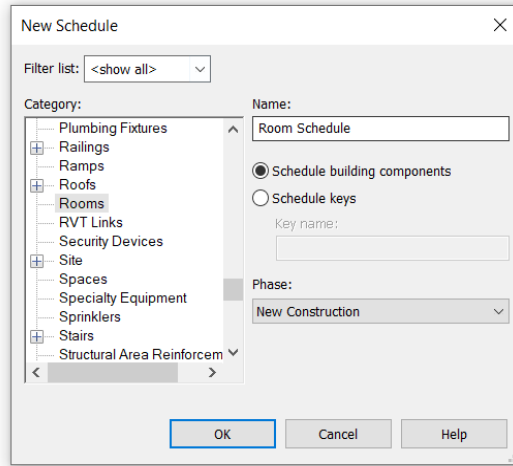 New Schedule
Filter list: <show all>
Category:
Plumbing Fixtures
Railings
Ramps
Roofs
Rooms
RVT Links
Security Devices
Site
Spaces
Specialty Equipment
Sprinklers
Stairs
Structural Area Reinforcem
Name:
Room Schedule
Schedule building components
Schedule keys
Key name:
Phase:
New Construction
OK Cancel Help